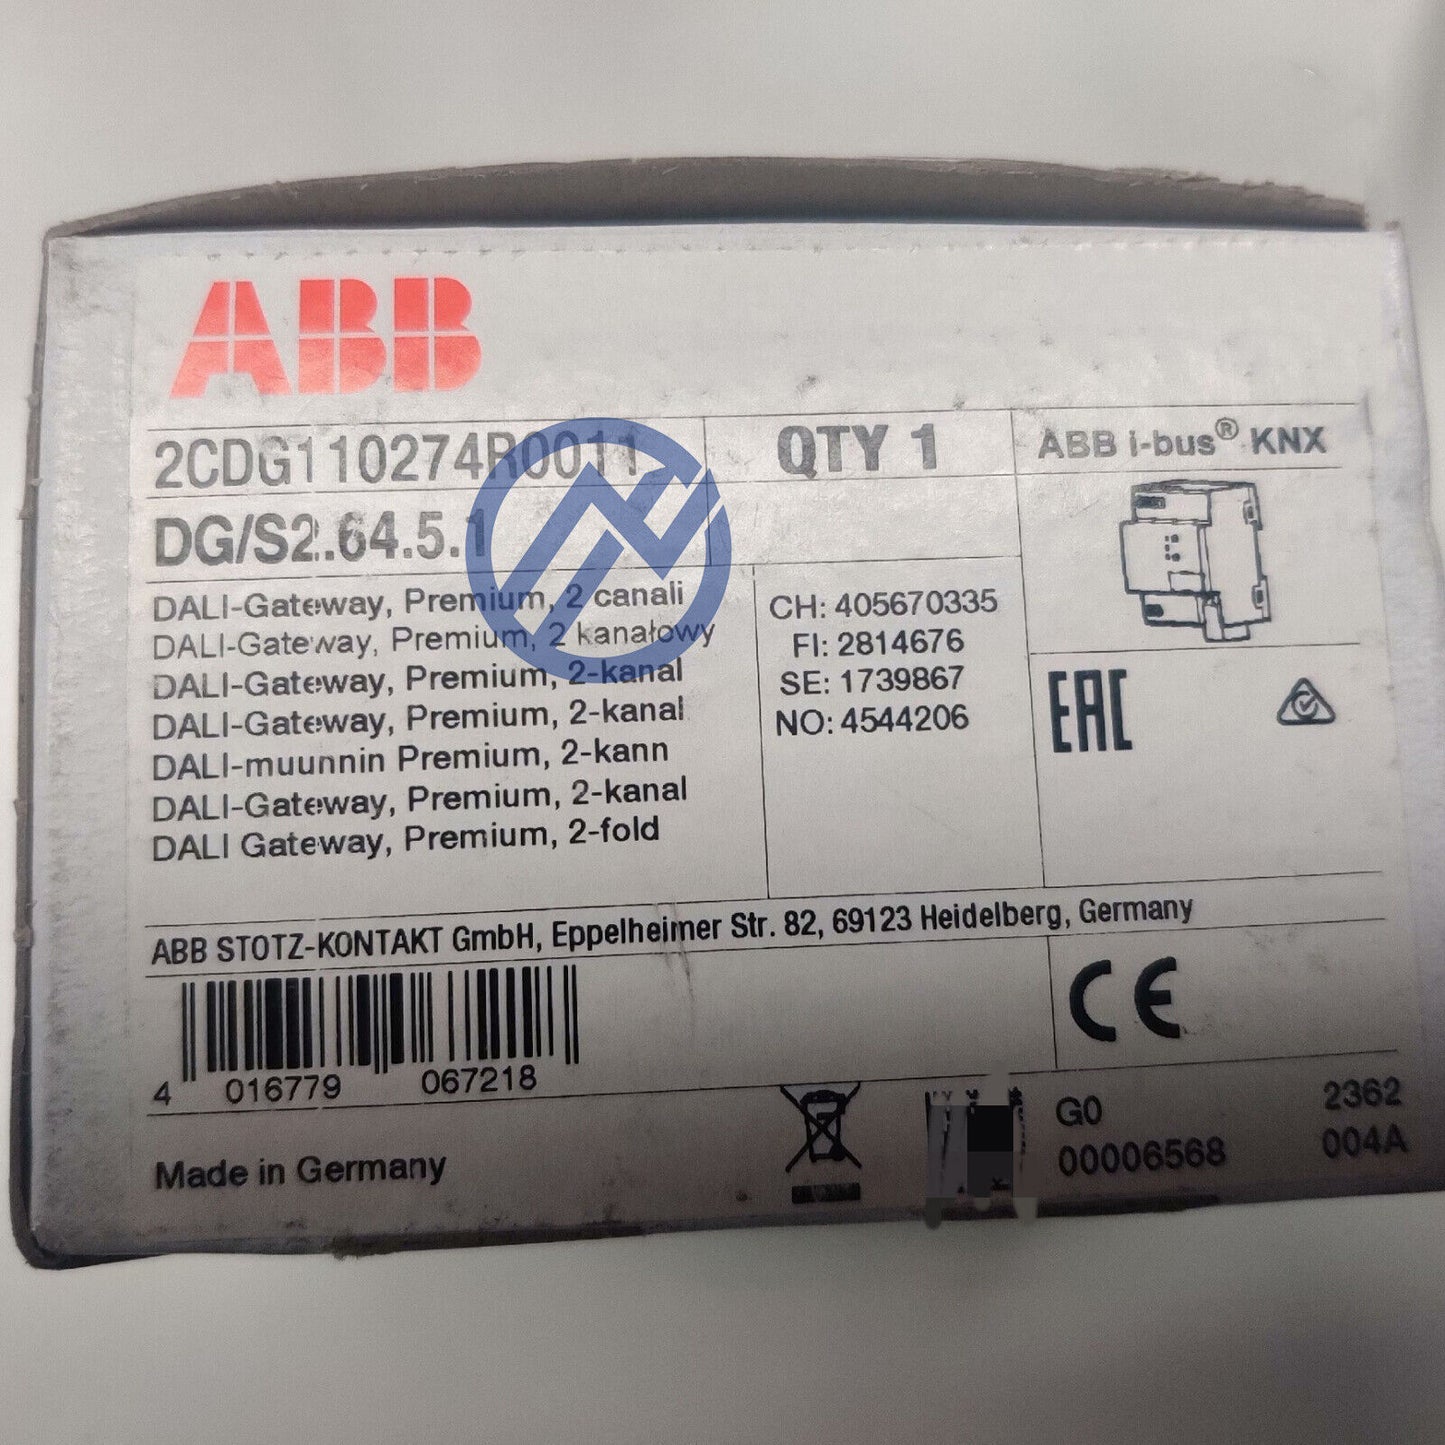 ABB
2CDG110274R0011
QTY 1
ABB i-bus® KNX
DG/S2.64.5.1
DALI-Gateway, Premium, 2 canali
DALI-Gateway, Premium, 2 kanałowy
DALI-Gateway, Premium, 2-kanal
DALI-Gateway, Premium, 2-kanal
DALI-muunnin Premium, 2-kann
DALI-Gateway, Premium, 2-kanal
DALI Gateway, Premium, 2-fold
CH: 405670335
FI: 2814676
SE: 1739867
NO: 4544206
EAC
ABB STOTZ-KONTAKT GmbH, Eppelheimer Str. 82, 69123 Heidelberg, Germany
CE
4 016779 067218
Made in Germany
G0 2362
00006568 004A